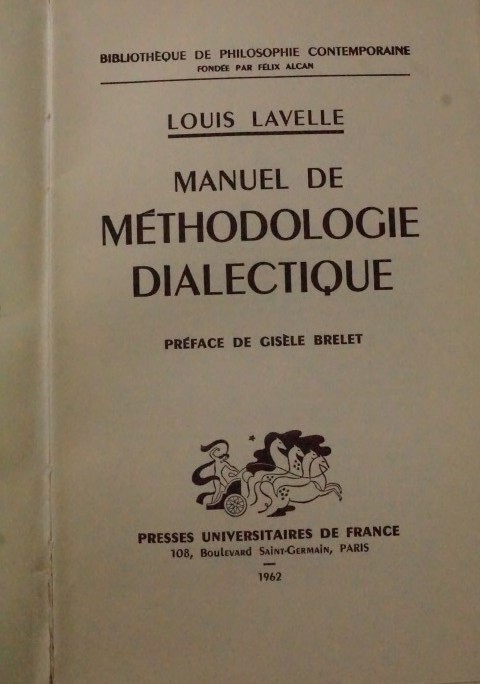 BIBLIOTHÈQUE DE PHILOSOPHIE CONTEMPORAINE
FONDÉE PAR FÉLIX ALCAN
LOUIS LAVELLE
MANUEL DE
MÉTHODOLOGIE
DIALECTIQUE
PRÉFACE DE GISÈLE BRELET
PRESSES UNIVERSITAIRES DE FRANCE
108, Boulevard Saint-Germain, PARIS
1962